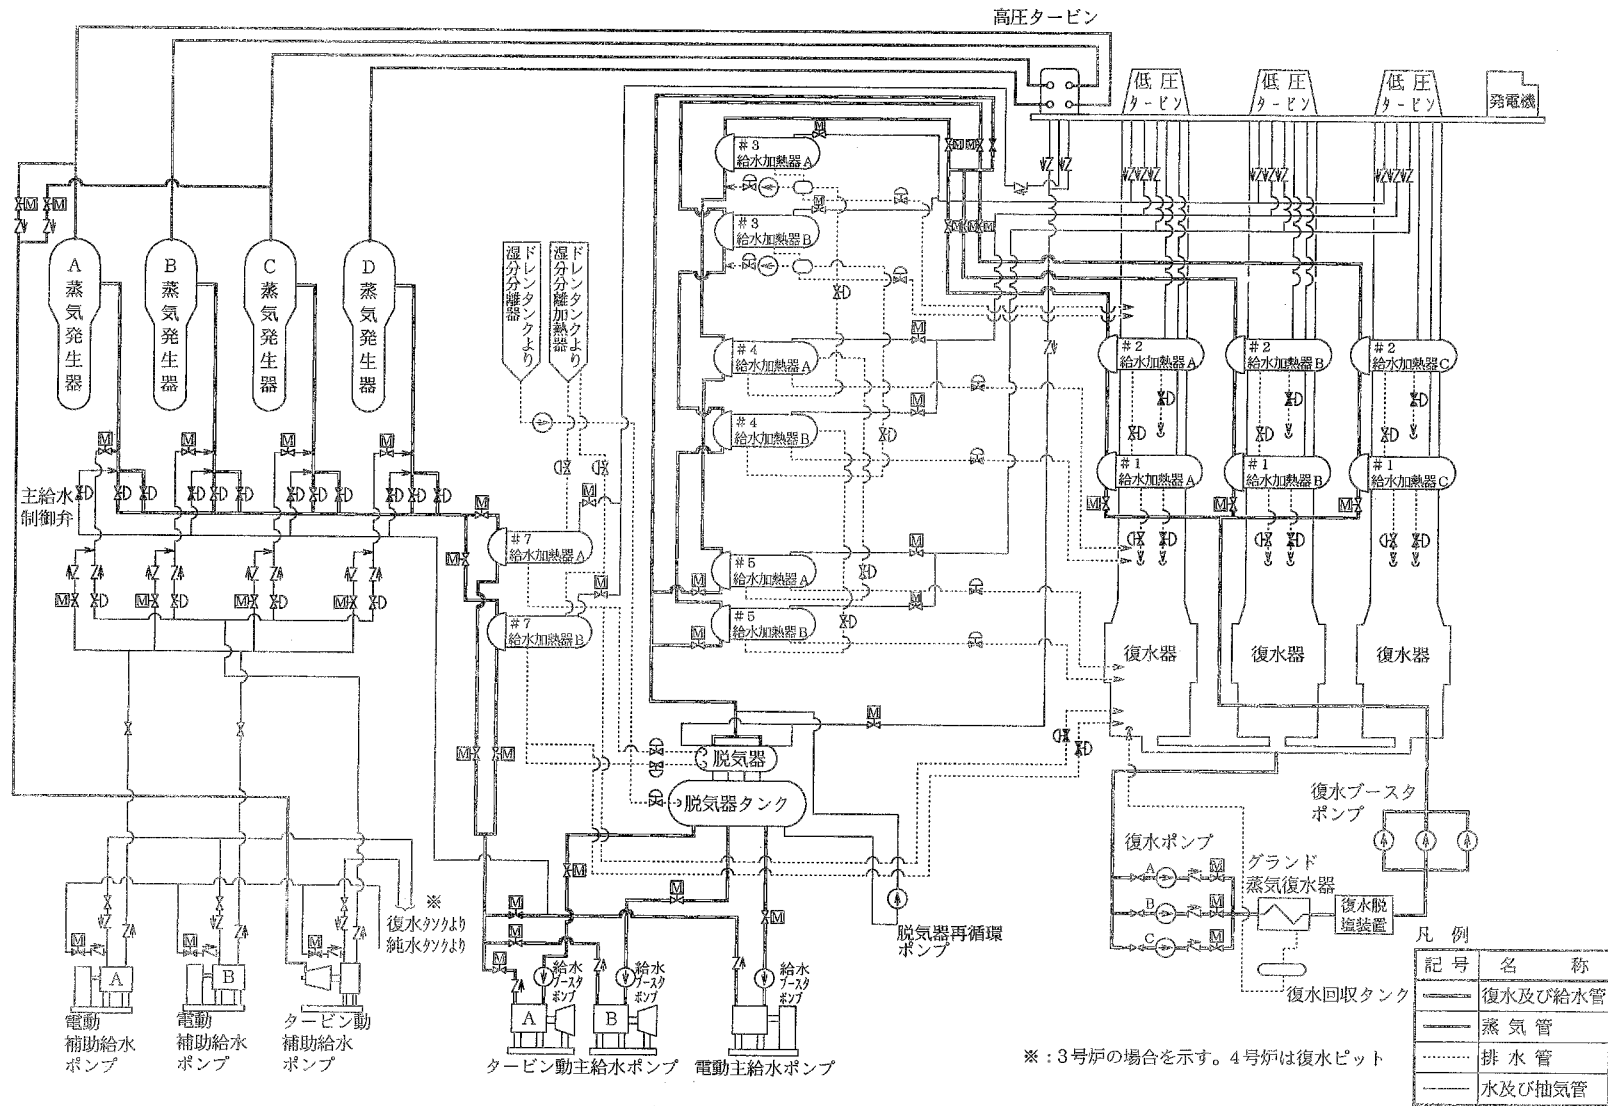 高圧タービン
低圧
タービン
低圧
タービン
低圧
タービン
発電機
A
蒸気発生器
B
蒸気発生器
C
蒸気発生器
D
蒸気発生器
湿分分離器
ドレンタンクより
湿分分離加熱器
ドレンタンクより
#3
給水加熱器A
#3
給水加熱器B
#4
給水加熱器A
#4
給水加熱器B
#5
給水加熱器A
#5
給水加熱器B
#2
給水加熱器A
#2
給水加熱器B
#2
給水加熱器C
#1
給水加熱器A
#1
給水加熱器B
#1
給水加熱器C
主給水
制御弁
#7
給水加熱器A
#7
給水加熱器B
復水器
復水器
復水器
脱気器
脱気器タンク
復水ブースタ
ポンプ
復水ポンプ
A
B
C
グランド
蒸気復水器
復水脱
塩装置
復水回収タンク
脱気器再循環
ポンプ
※
復水タンクより
純水タンクより
A
電動
補助給水
ポンプ
B
電動
補助給水
ポンプ
タービン動
補助給水
ポンプ
給水
ブースタ
ポンプ
給水
ブースタ
ポンプ
給水
ブースタ
ポンプ
A
B
タービン動主給水ポンプ
電動主給水ポンプ
※：3号炉の場合を示す。4号炉は復水ピット
凡 例
記号 名 称
復水及び給水管
蒸気管
排水管
水及び抽気管